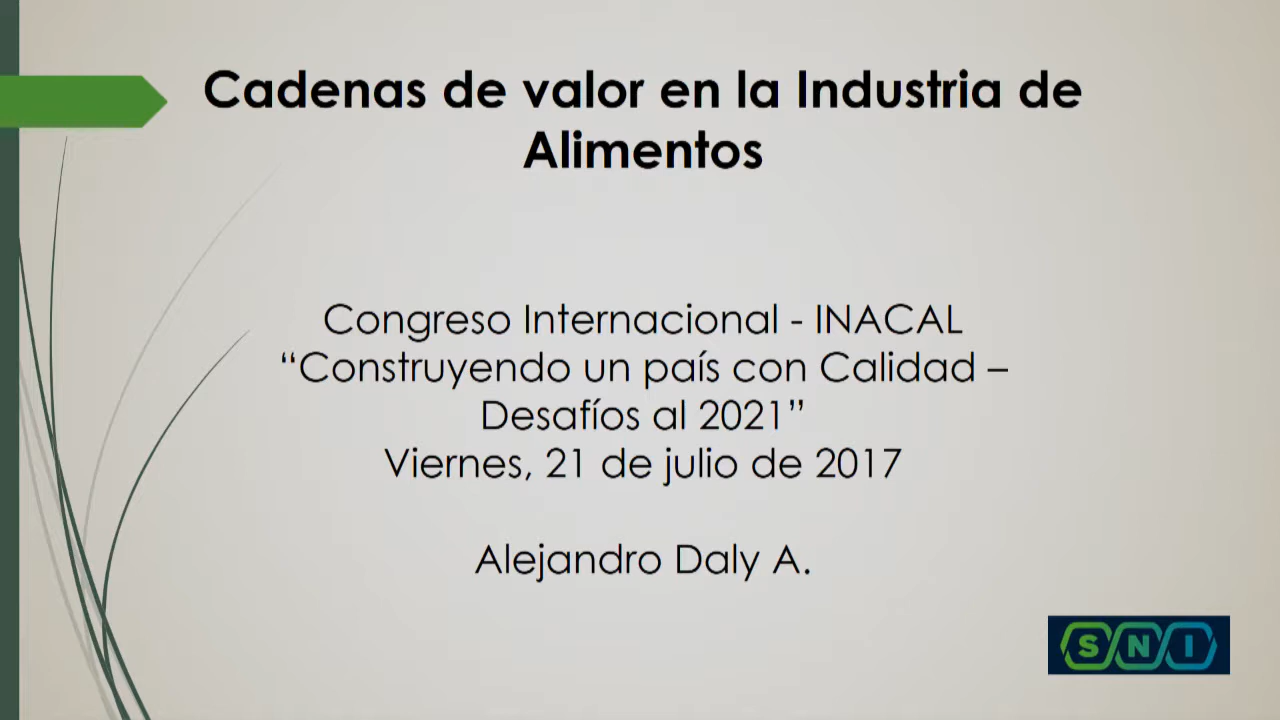 Cadenas de valor en la Industria de
Alimentos
Congreso Internacional - INACAL
“Construyendo un país con Calidad –
Desafíos al 2021”
Viernes, 21 de julio de 2017
Alejandro Daly A.
SNI